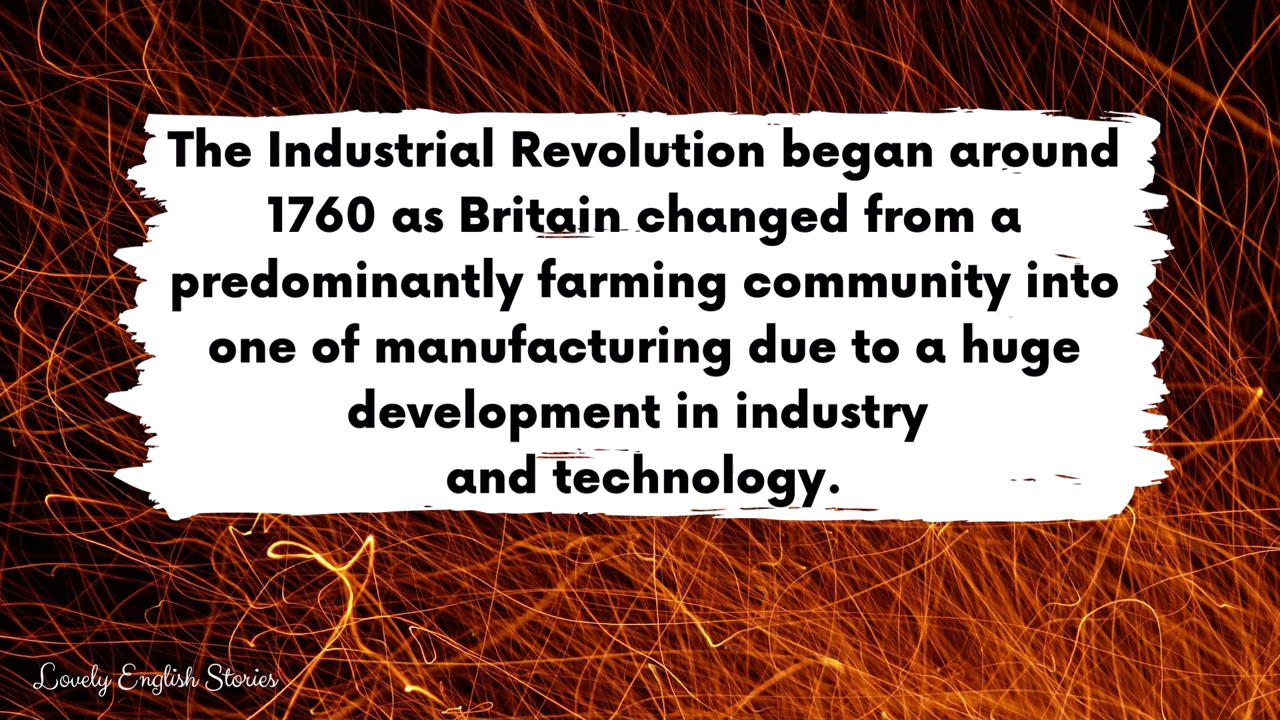 The Industrial Revolution began around
1760 as Britain changed from a
predominantly farming community into
one of manufacturing due to a huge
development in industry
and technology.
Lovely English Stories